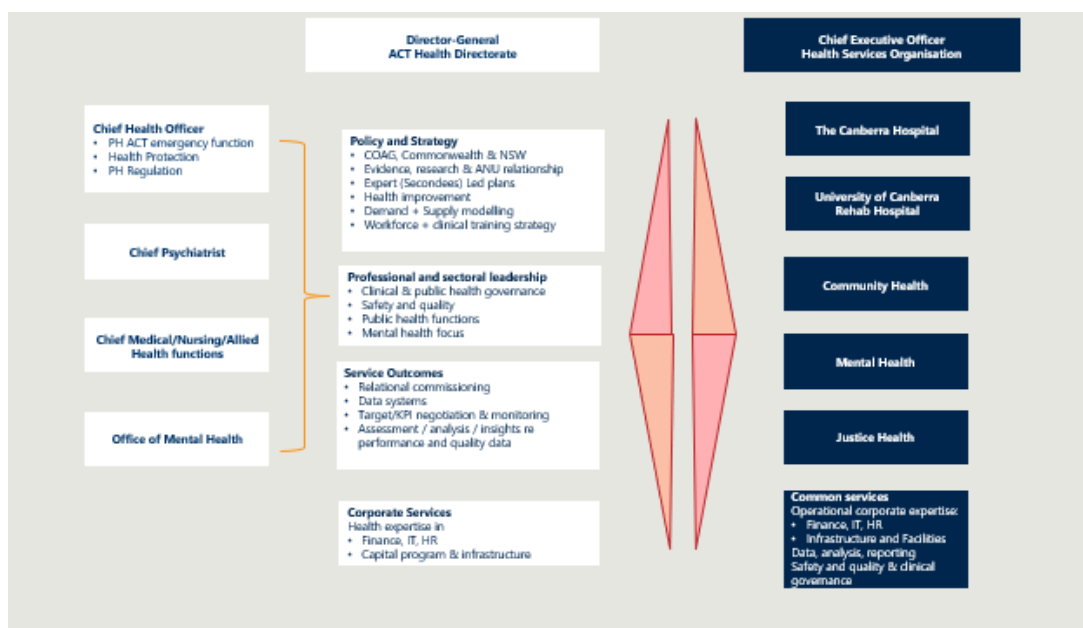 Director-General
ACT Health Directorate
Chief Executive Officer
Health Services Organisation
Chief Health Officer
• PH ACT emergency function
• Health Protection
• PH Regulation
Chief Psychiatrist
Chief Medical/Nursing/Allied
Health functions
Office of Mental Health
Policy and Strategy
• COAG, Commonwealth & NSW
• Evidence, research & ANU relationship
• Expert (Secondees) Led plans
• Health improvement
• Demand + Supply modelling
• Workforce + clinical training strategy
Professional and sectoral leadership
• Clinical & public health governance
• Safety and quality
• Public health functions
• Mental health focus
Service Outcomes
• Relational commissioning
• Data systems
• Target/KPI negotiation & monitoring
• Assessment / analysis / insights re
performance and quality data
Corporate Services
Health expertise in
• Finance, IT, HR
• Capital program & infrastructure
The Canberra Hospital
University of Canberra
Rehab Hospital
Community Health
Mental Health
Justice Health
Common services
Operational corporate expertise:
• Finance, IT, HR
• Infrastructure and Facilities
Data, analysis, reporting
Safety and quality & clinical
governance